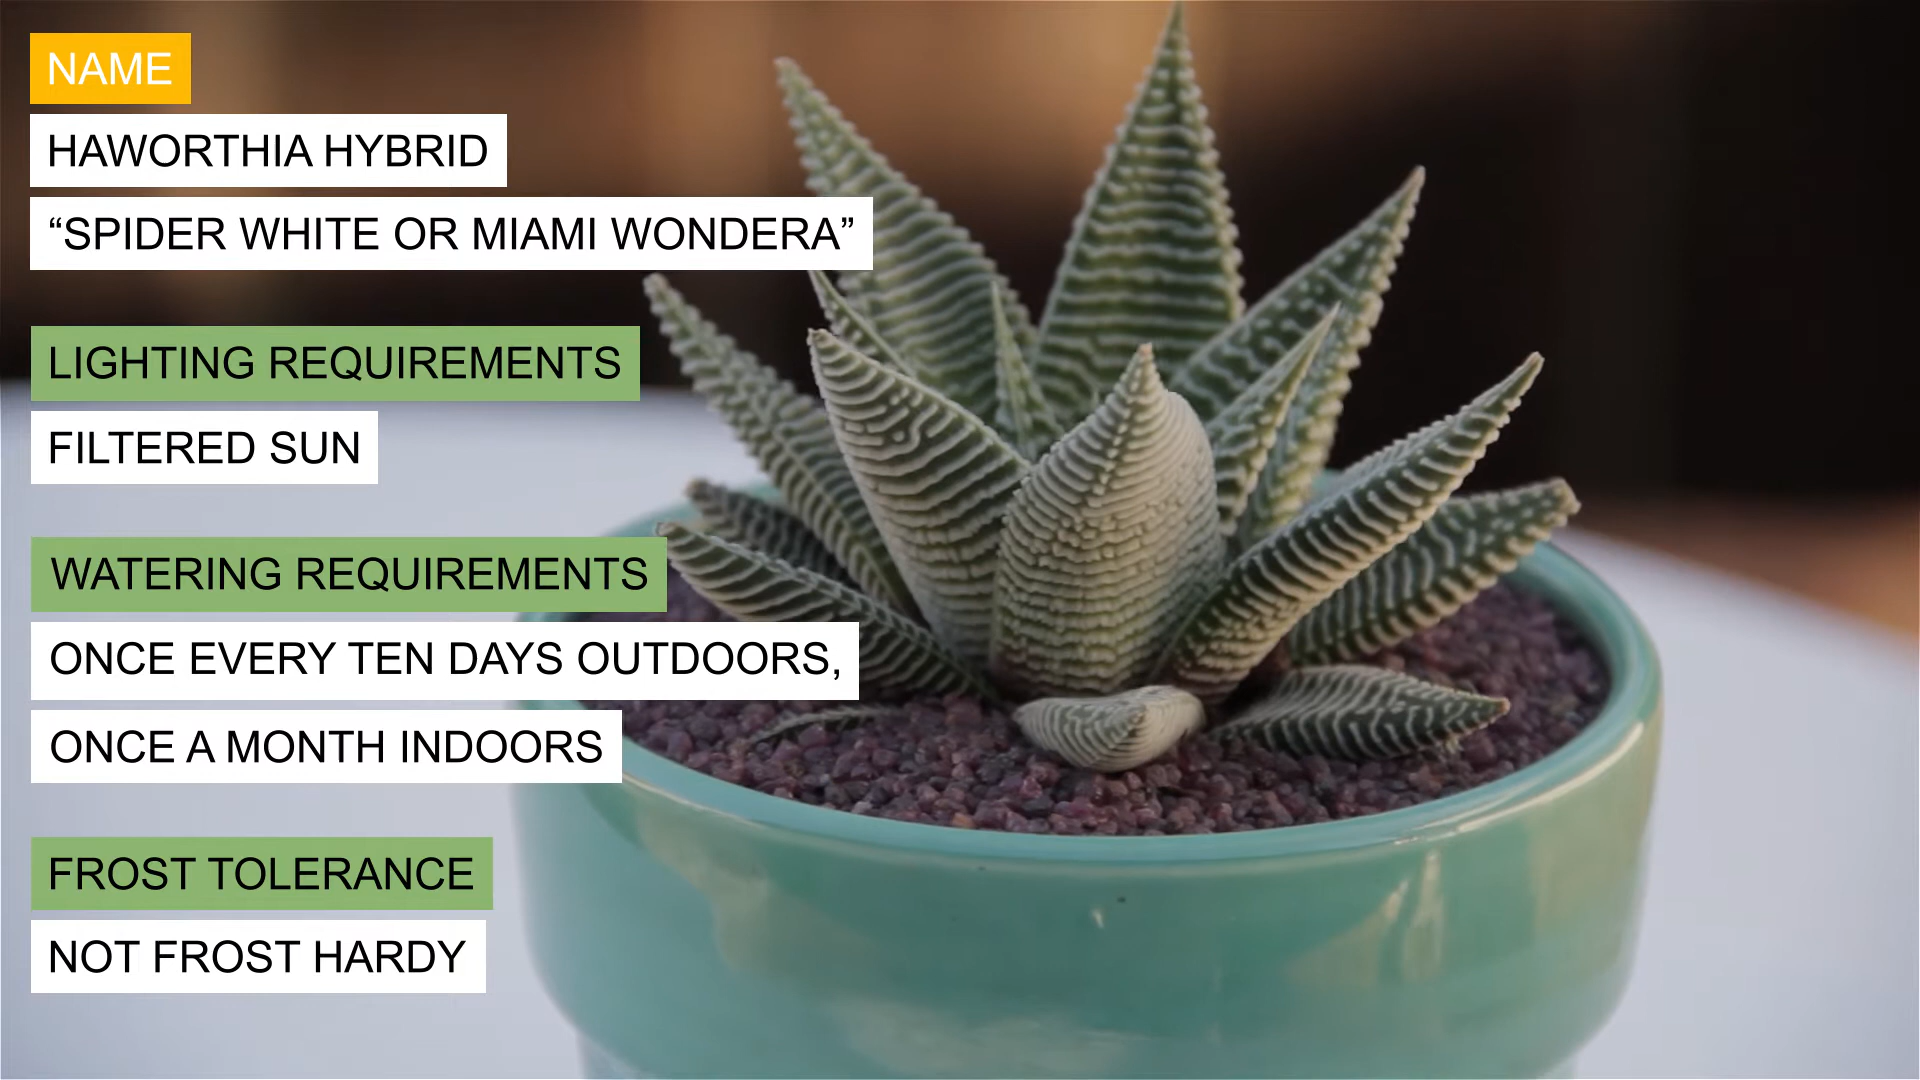 NAME
HAWORTHIA HYBRID
“SPIDER WHITE OR MIAMI WONDERA”
LIGHTING REQUIREMENTS
FILTERED SUN
WATERING REQUIREMENTS
ONCE EVERY TEN DAYS OUTDOORS,
ONCE A MONTH INDOORS
FROST TOLERANCE
NOT FROST HARDY